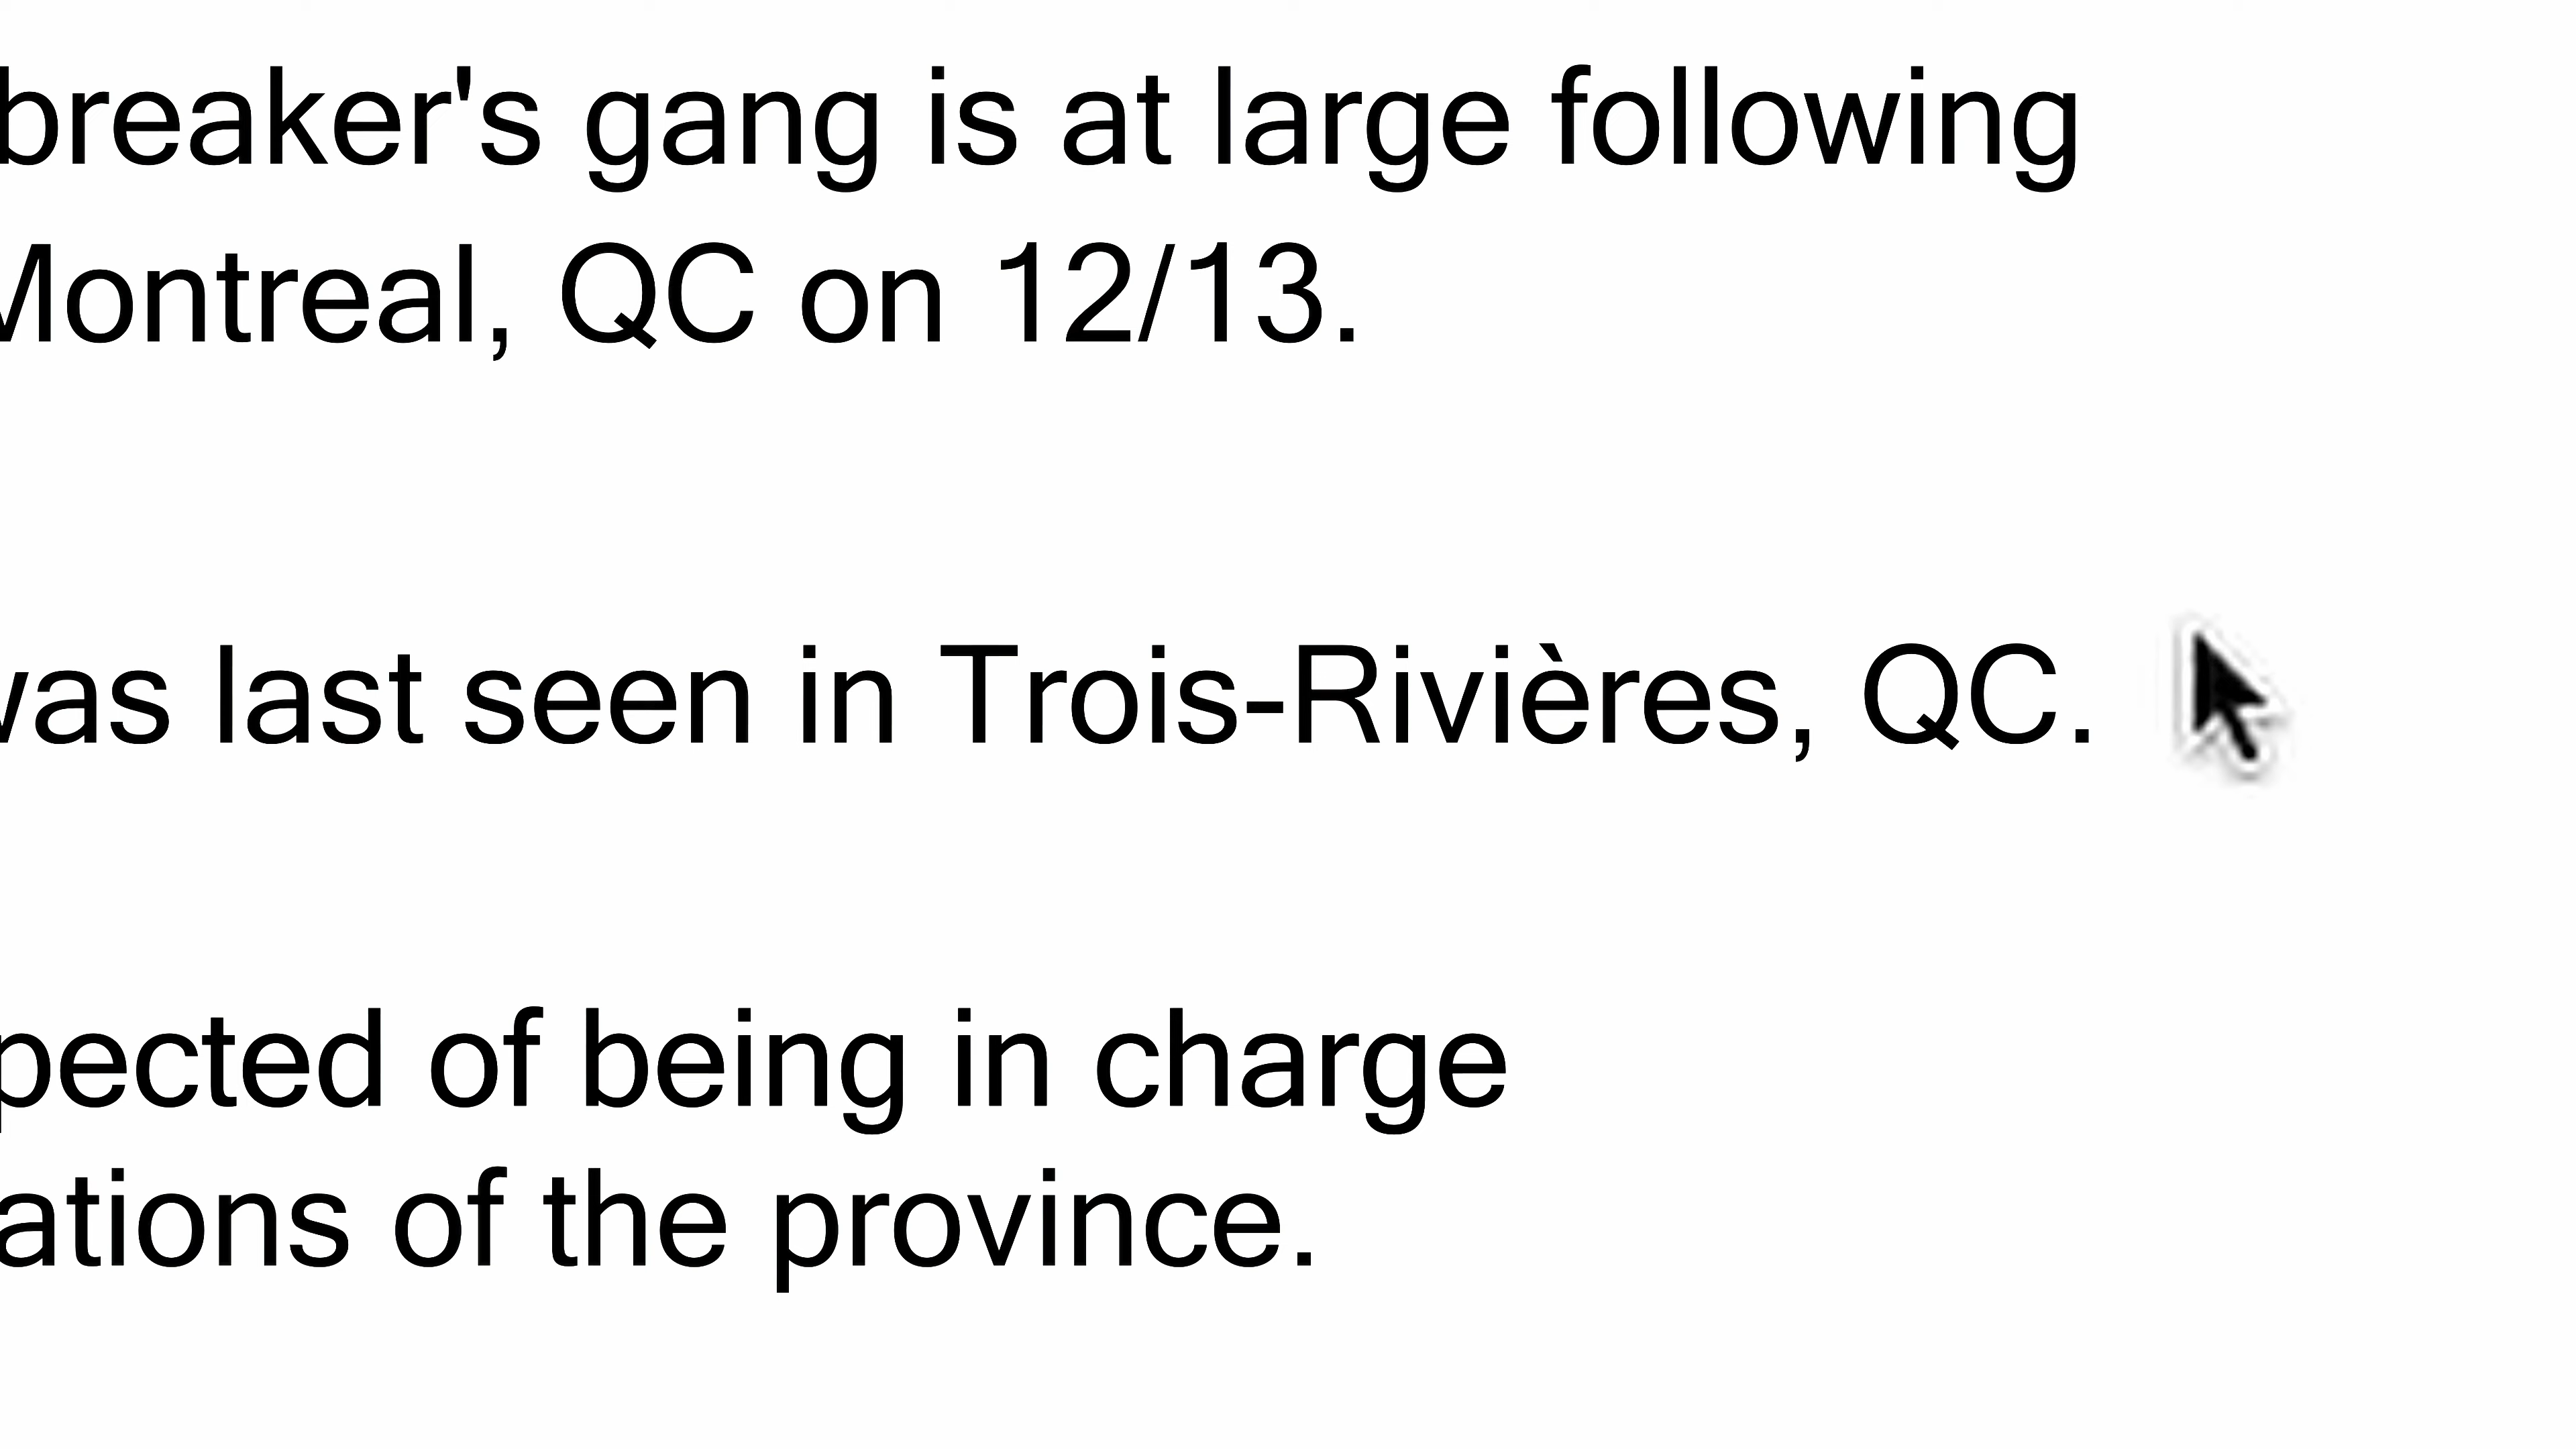 breaker's gang is at large following
Montreal, QC on 12/13.
was last seen in Trois-Rivières, QC.
pected of being in charge
ations of the province.